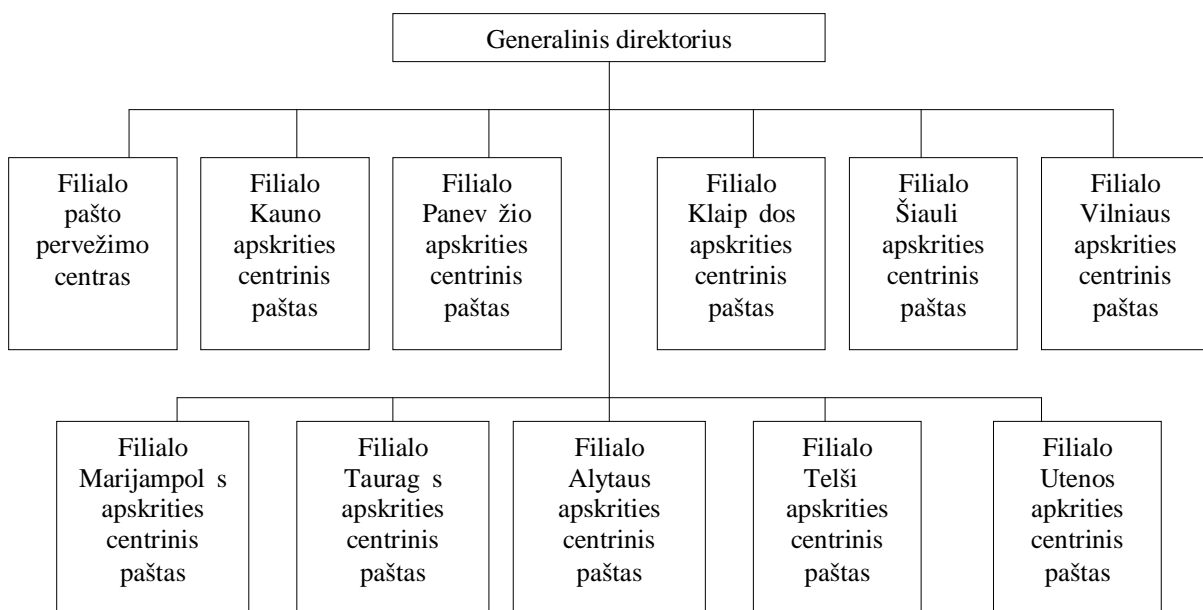 Generalinis direktorius
Filialo
pašto
pervežimo
centras
Filialo
Kauno
apskrities
centrinis
paštas
Filialo
Panev žio
apskrities
centrinis
paštas
Filialo
Klaip dos
apskrities
centrinis
paštas
Filialo
Šiauli
apskrities
centrinis
paštas
Filialo
Vilniaus
apskrities
centrinis
paštas
Filialo
Marijampol s
apskrities
centrinis
paštas
Filialo
Taurag s
apskrities
centrinis
paštas
Filialo
Alytaus
apskrities
centrinis
paštas
Filialo
Telši
apskrities
centrinis
paštas
Filialo
Utenos
apkrities
centrinis
paštas